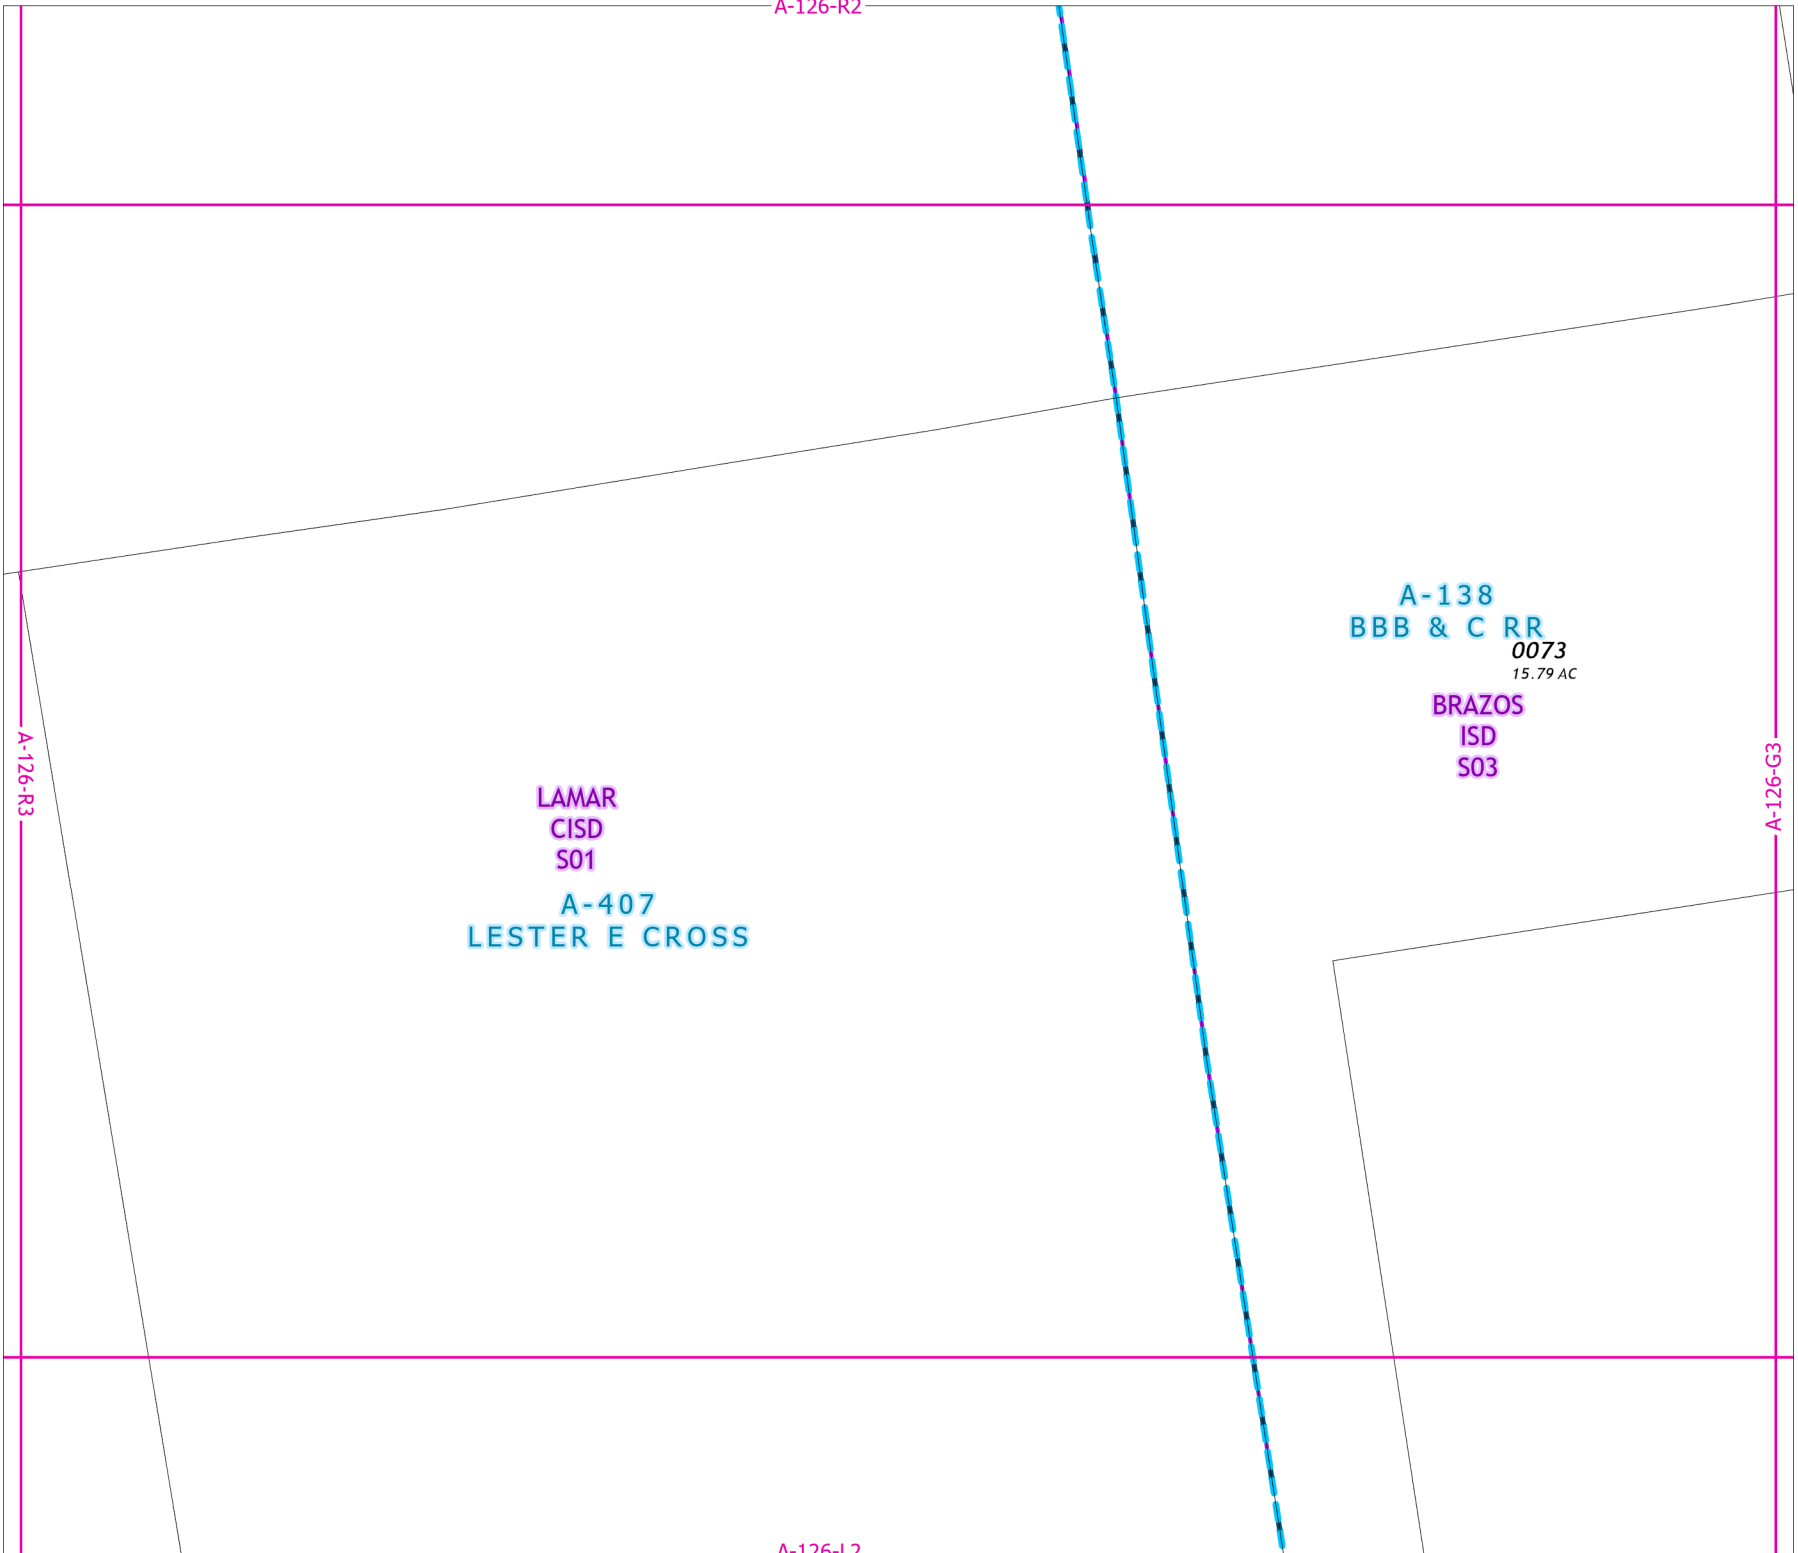 A-126-R2
A-138
BBB & C RR
0073
15.79 AC
BRAZOS
ISD
S03
A-126-R3
A-126-G3
LAMAR
CISD
S01
A-407
LESTER E CROSS
A-126-L2